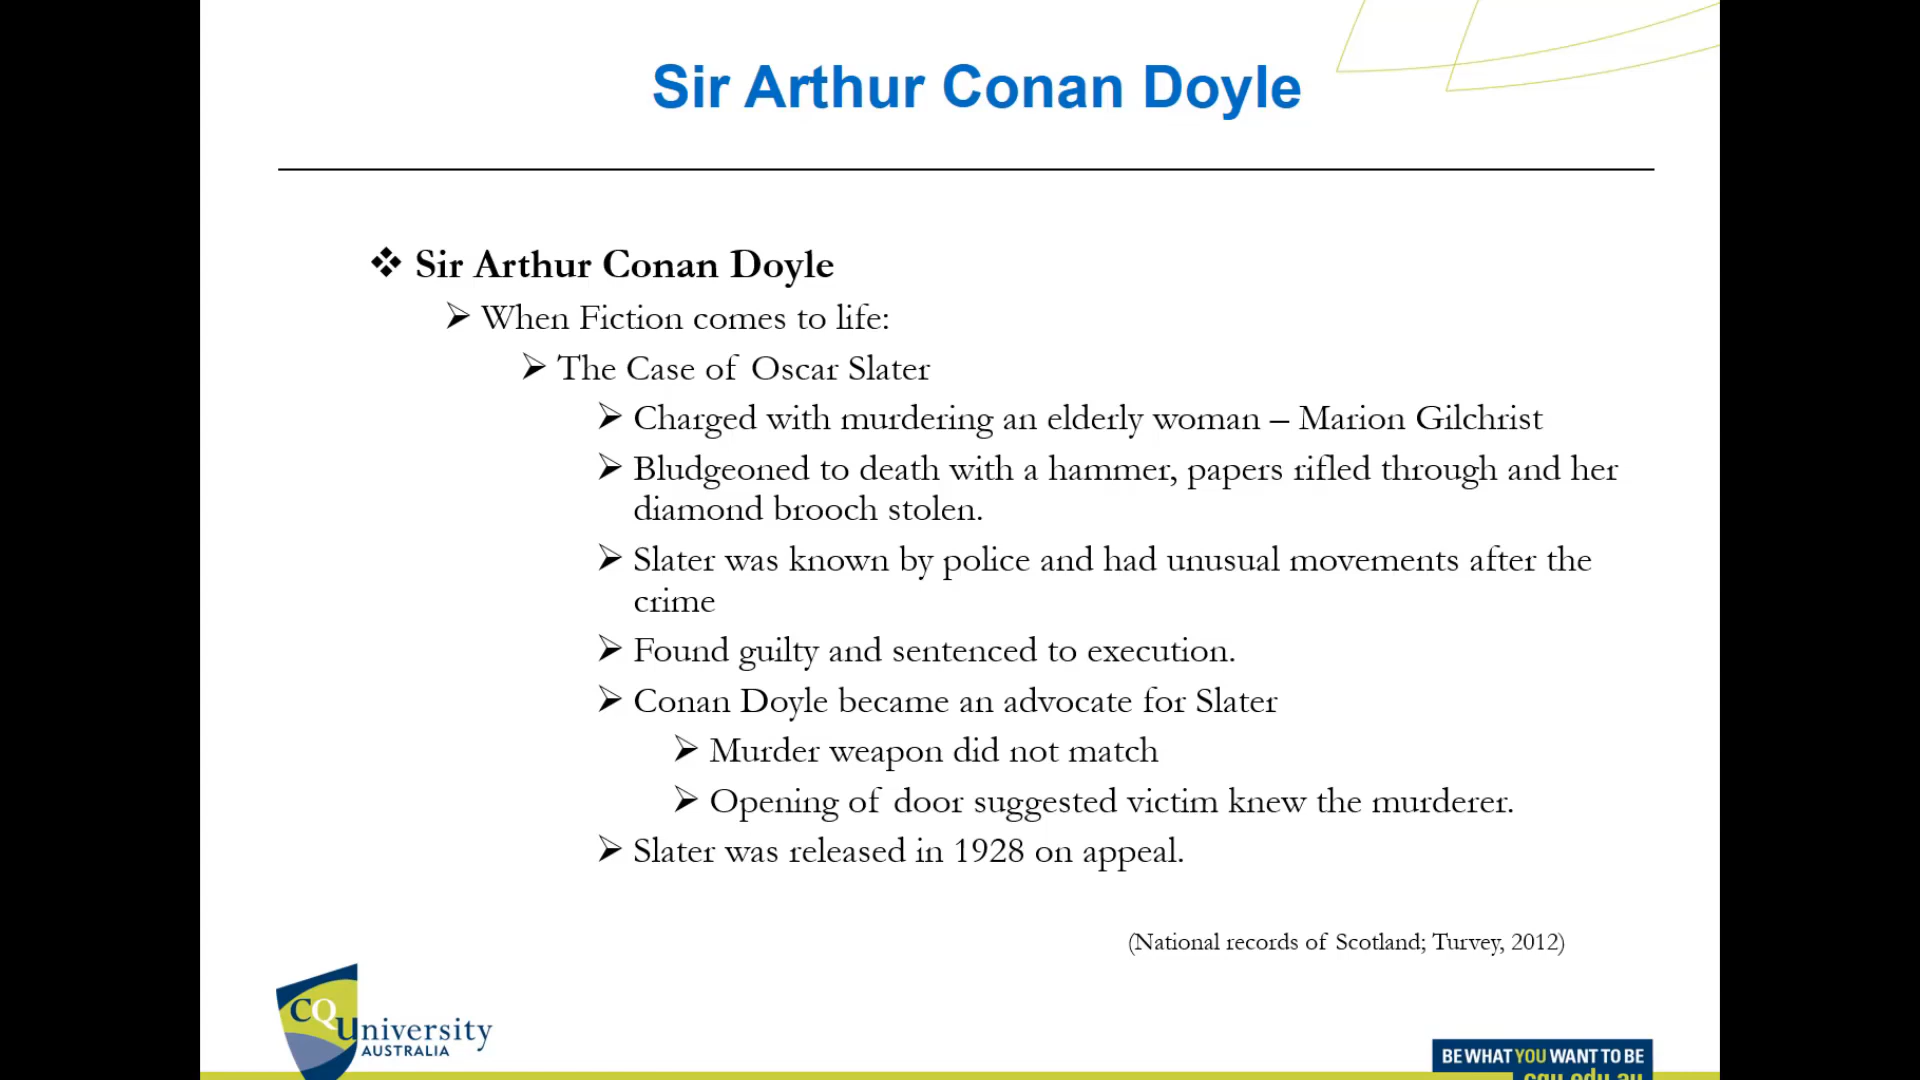 Sir Arthur Conan Doyle
Sir Arthur Conan Doyle
When Fiction comes to life:
The Case of Oscar Slater
Charged with murdering an elderly woman – Marion Gilchrist
Bludgeoned to death with a hammer, papers rifled through and her
diamond brooch stolen.
Slater was known by police and had unusual movements after the
crime
Found guilty and sentenced to execution.
Conan Doyle became an advocate for Slater
Murder weapon did not match
Opening of door suggested victim knew the murderer.
Slater was released in 1928 on appeal.
(National records of Scotland; Turvey, 2012)
CQUniversity
AUSTRALIA
BE WHAT YOU WANT TO BE
cqu.edu.au